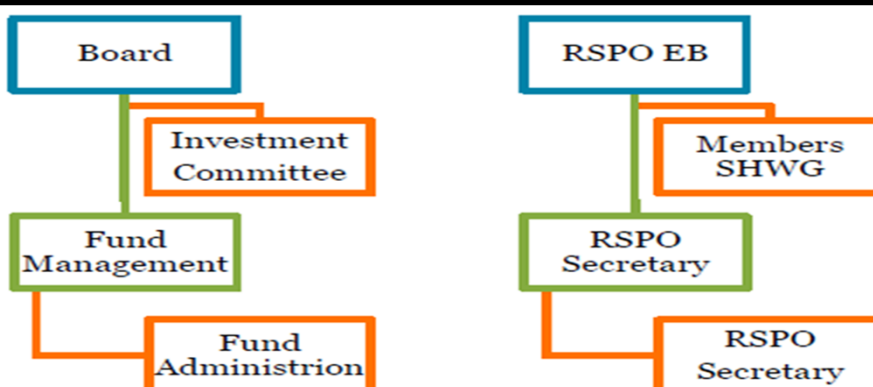 Board
Investment
Committee
Fund
Management
Fund
Administrion
RSPO EB
Members
SHWG
RSPO
Secretary
RSPO
Secretary